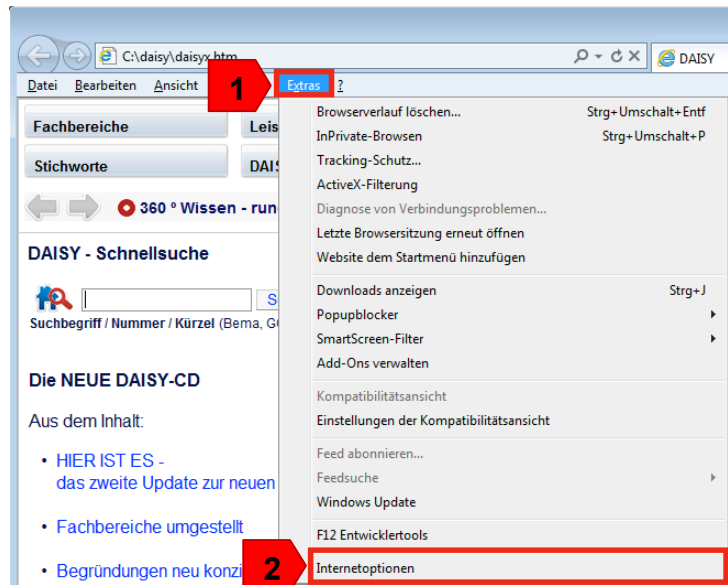 C:\daisy\daisyx.htm
DAISY
Datei Bearbeiten Ansicht
1
Extras ?
Fachbereiche
Stichworte
360 ° Wissen - run
DAISY - Schnellsuche
Suchbegriff / Nummer / Kürzel (Bema, G
Die NEUE DAISY-CD
Aus dem Inhalt:
• HIER IST ES -
das zweite Update zur neuen
• Fachbereiche umgestellt
• Begründungen neu konzi
Leis
DAIS
S
Browserverlauf löschen... Strg+Umschalt+Entf
InPrivate-Browsen Strg+Umschalt+P
Tracking-Schutz...
ActiveX-Filterung
Diagnose von Verbindungsproblemen...
Letzte Browsersitzung erneut öffnen
Website dem Startmenü hinzufügen
Downloads anzeigen Strg+J
Popupblocker
SmartScreen-Filter
Add-Ons verwalten
Kompatibilitätsansicht
Einstellungen der Kompatibilitätsansicht
Feed abonnieren...
Feedsuche
Windows Update
F12 Entwicklertools
2
Internetoptionen